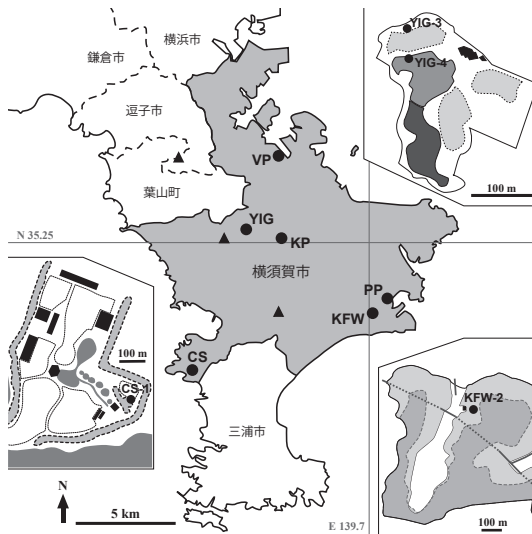 横浜市
鎌倉市
逗子市
葉山町
VP
YIG
KP
N 35.25
横須賀市
PP
KFW
CS
三浦市
E 139.7
N
5 km
YIG-3
YIG-4
100 m
100 m
CS-1
KFW-2
100 m